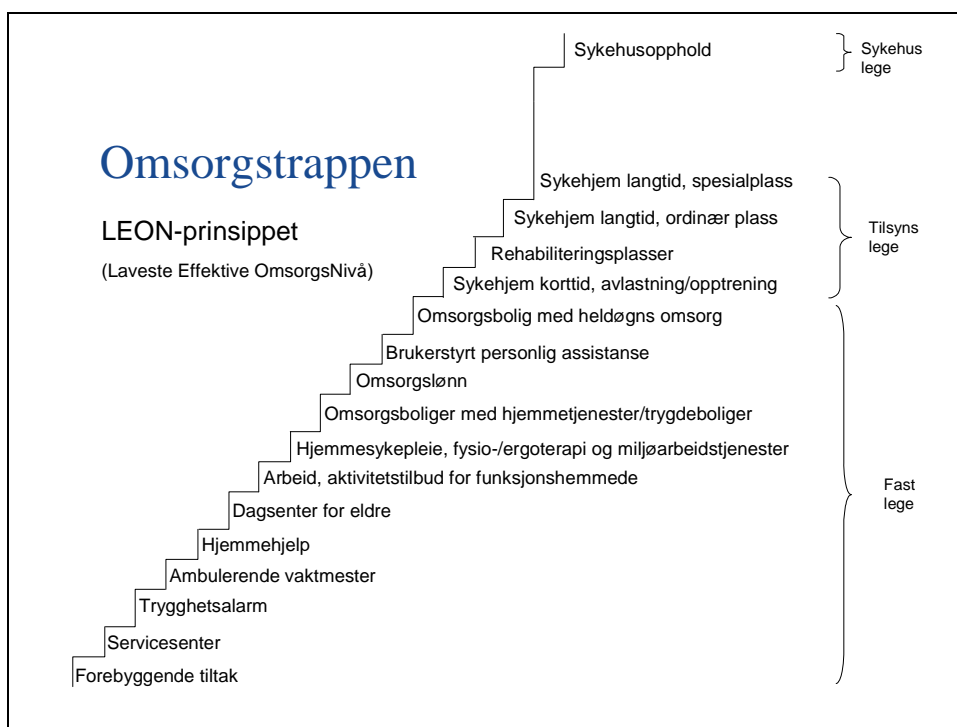 Omsorgstrappen
LEON-prinsippet
(Laveste Effektive OmsorgsNivå)
Sykehusopphold
Sykehjem langtid, spesialplass
Sykehjem langtid, ordinær plass
Rehabiliteringsplasser
Sykehjem korttid, avlastning/opptrening
Omsorgsbolig med heldøgns omsorg
Brukerstyrt personlig assistanse
Omsorgslønn
Omsorgsboliger med hjemmetjenester/trygdeboliger
Hjemmesykepleie, fysio-/ergoterapi og miljøarbeidstjenester
Arbeid, aktivitetstilbud for funksjonshemmede
Dagsenter for eldre
Hjemmehjelp
Ambulerende vaktmester
Trygghetsalarm
Servicesenter
Forebyggende tiltak
Sykehus
lege
Tilsyns
lege
Fast
lege